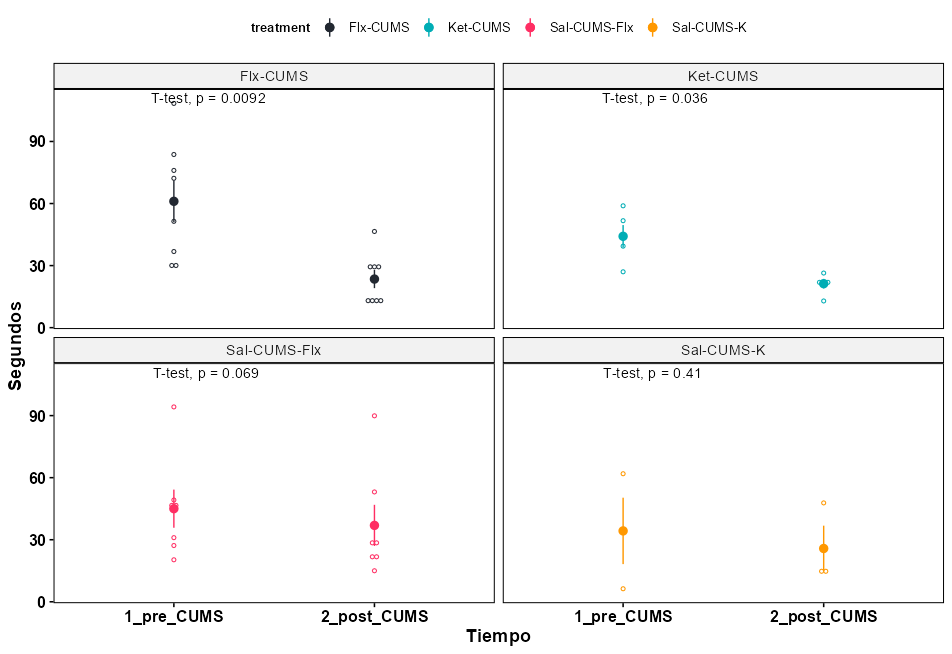 treatment Flx-CUMS Ket-CUMS Sal-CUMS-Flx Sal-CUMS-K
Flx-CUMS
Ket-CUMS
T-test, p = 0.0092
T-test, p = 0.036
90
60
30
0
Sal-CUMS-Flx
Sal-CUMS-K
T-test, p = 0.069
T-test, p = 0.41
90
60
30
0
Segundos
1_pre_CUMS 2_post_CUMS 1_pre_CUMS 2_post_CUMS
Tiempo